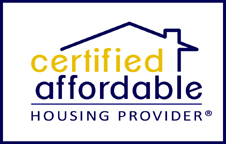 certified
affordable
HOUSING PROVIDER®